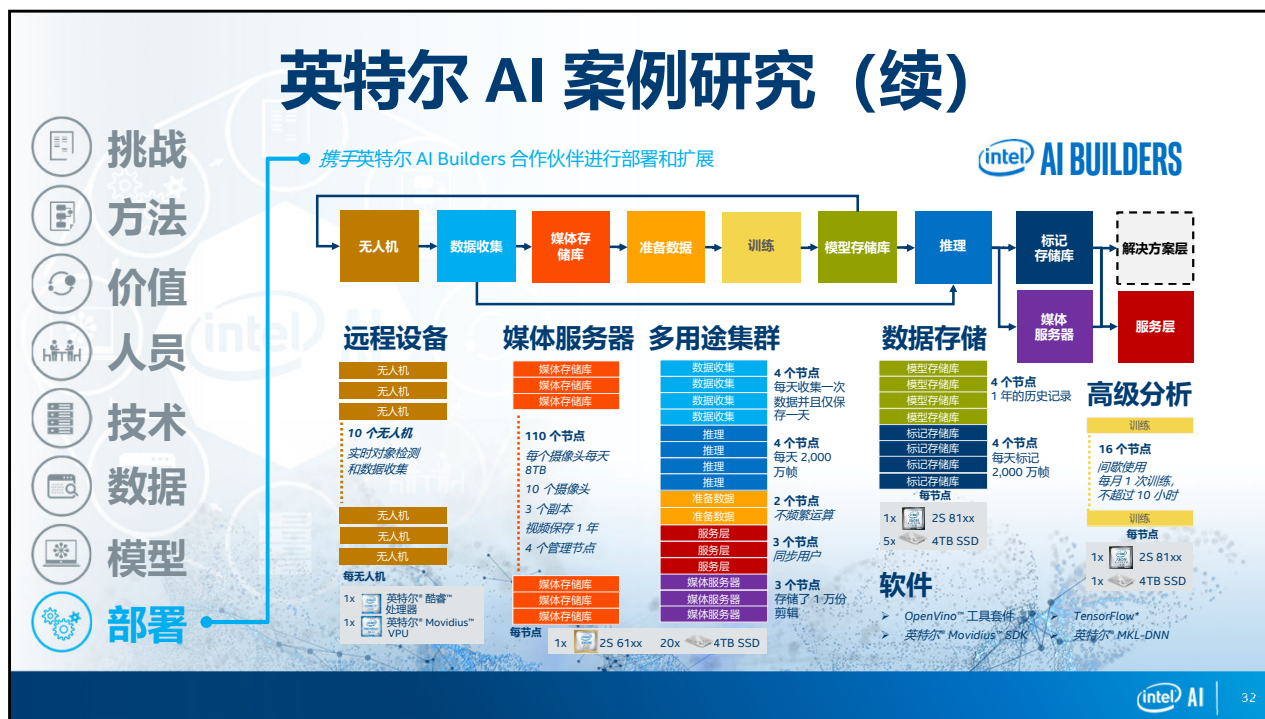 英特尔 AI 案例研究（续）
挑战
方法
价值
人员
技术
数据
模型
部署
携手英特尔 AI Builders 合作伙伴进行部署和扩展
intel AI BUILDERS
无人机
数据收集
媒体存
储库
准备数据
训练
模型存储库
推理
标记
存储库
解决方案层
媒体
服务器
服务层
远程设备
无人机
无人机
无人机
10 个无人机
实时对象检测
和数据收集
无人机
无人机
无人机
每无人机
1x 英特尔® 酷睿™
处理器
1x 英特尔® Movidius™
VPU
媒体服务器
媒体存储库
媒体存储库
媒体存储库
110 个节点
每个摄像头每天
8TB
10 个摄像头
3 个副本
视频保存 1 年
4 个管理节点
媒体存储库
媒体存储库
媒体存储库
每节点
1x 2S 61xx 20x 4TB SSD
多用途集群
数据收集
数据收集
数据收集
数据收集
4 个节点
每天收集一次
数据并且仅保
存一天
推理
推理
推理
推理
4 个节点
每天 2,000
万帧
准备数据
准备数据
2 个节点
不频繁运算
服务层
服务层
服务层
3 个节点
同步用户
媒体服务器
媒体服务器
媒体服务器
3 个节点
存储了 1 万份
剪辑
数据存储
模型存储库
模型存储库
模型存储库
模型存储库
4 个节点
1 年的历史记录
标记存储库
标记存储库
标记存储库
标记存储库
4 个节点
每天标记
2,000 万帧
每节点
1x 2S 81xx
5x 4TB SSD
高级分析
训练
16 个节点
间歇使用
每月 1 次训练，
不超过 10 小时
训练
每节点
1x 2S 81xx
1x 4TB SSD
软件
➢ OpenVino™ 工具套件
➢ 英特尔® Movidius™ SDK
➢ TensorFlow*
➢ 英特尔® MKL-DNN
intel AI
32